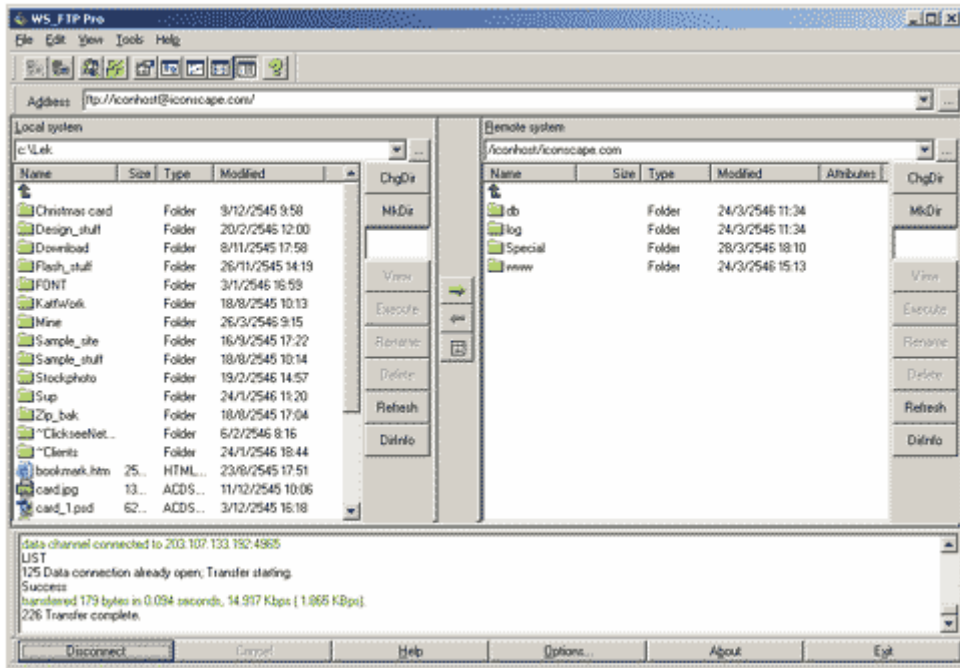 WS_FTP Pro
File Edit View Tools Help
Address ftp://iconhost@iconscape.com/
Local system
c:\Lek
Name Size Type Modified
Christmas card Folder 9/12/2545 9:58
Design_stuff Folder 20/2/2546 12:00
Download Folder 8/11/2545 17:58
Flash_stuff Folder 26/11/2545 14:19
FONT Folder 3/1/2546 16:59
KatfWork Folder 18/8/2545 10:13
Mine Folder 26/3/2546 9:15
Sample_site Folder 16/9/2545 17:22
Sample_stuff Folder 18/8/2545 10:14
Stockphoto Folder 19/2/2546 14:57
Sup Folder 24/1/2546 11:20
Zip_bak Folder 18/8/2545 17:04
~ClickseeNet... Folder 6/2/2546 8:16
~Clients Folder 24/1/2546 18:44
bookmark.htm 25... HTML... 23/8/2545 17:51
card.jpg 13... ACDS... 11/12/2545 10:06
card_1.psd 62... ACDS... 3/12/2545 16:18
ChgDir
MkDir
View
Execute
Rename
Delete
Refresh
DirInfo
Remote system
/iconhost/iconscape.com
Name Size Type Modified Attributes
db Folder 24/3/2546 11:34
log Folder 24/3/2546 11:34
Special Folder 28/3/2546 18:10
www Folder 24/3/2546 15:13
ChgDir
MkDir
View
Execute
Rename
Delete
Refresh
DirInfo
data channel connected to 203.107.133.192:4965
LIST
125 Data connection already open; Transfer starting.
Success
transferred 179 bytes in 0.094 seconds, 14.917 Kbps ( 1.865 KBps).
226 Transfer complete.
Disconnect Cancel Help Options... About Exit